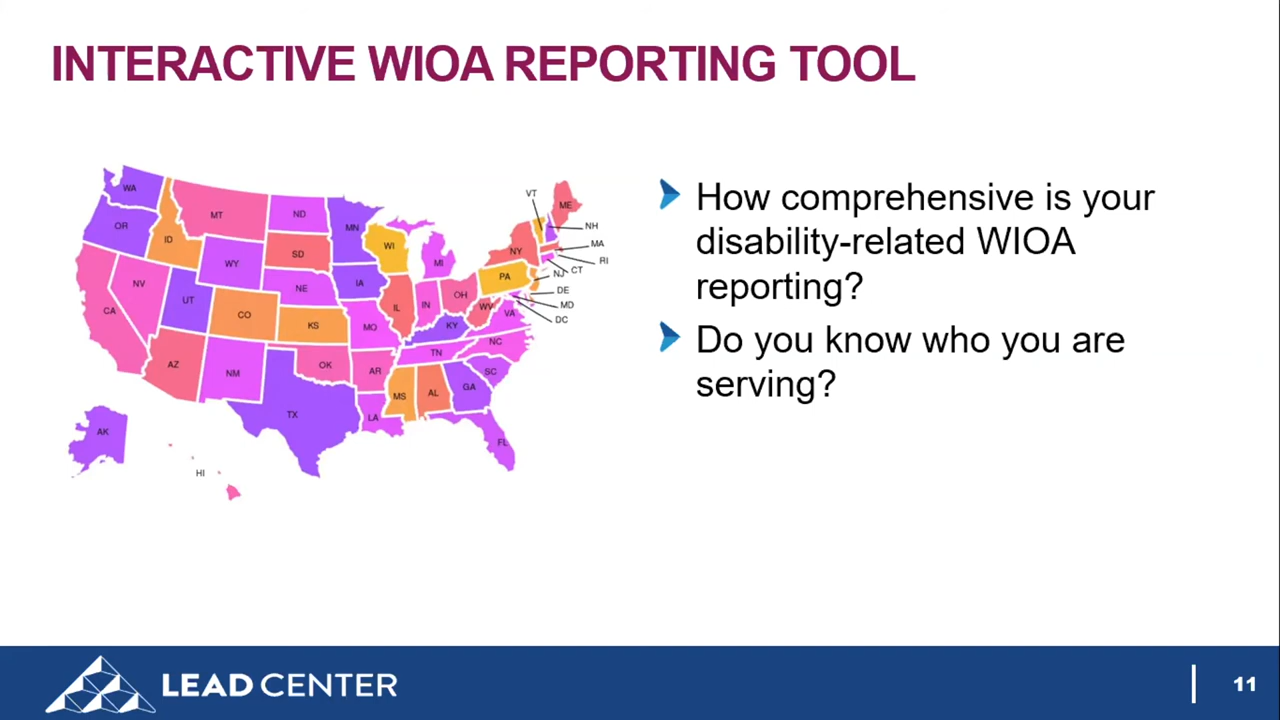 INTERACTIVE WIOA REPORTING TOOL
WA
OR
ID
MT
ND
MN
WI
SD
WY
NV
CA
UT
CO
NE
IA
KS
MO
IL
IN
MI
OH
KY
WV
VA
PA
NY
VT
ME
NH
MA
RI
CT
NJ
DE
MD
DC
NC
TN
SC
GA
AL
MS
AR
LA
OK
TX
NM
AZ
FL
AK
HI
How comprehensive is your
disability-related WIOA
reporting?
Do you know who you are
serving?
LEAD CENTER
11